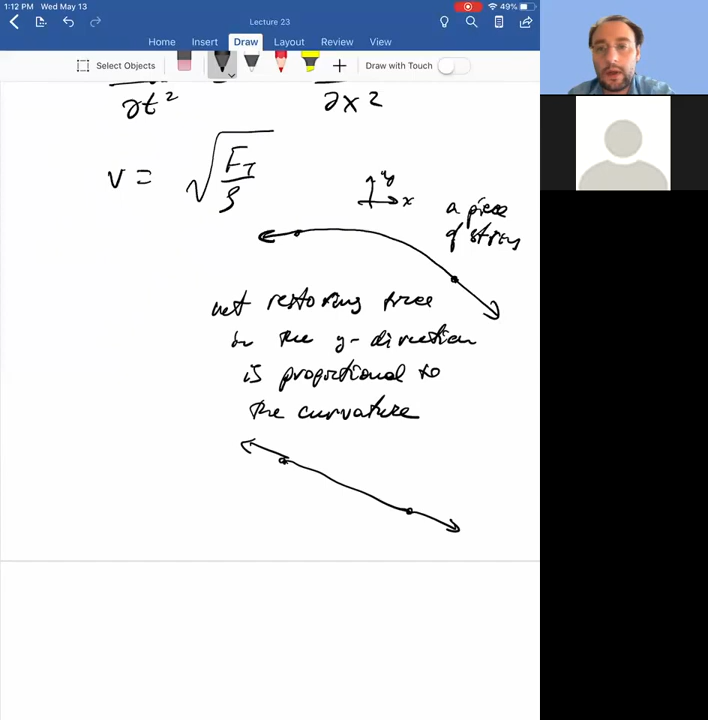 1:12 PM Wed May 13
49%
Lecture 23
Home Insert Draw Layout Review View
Select Objects
Draw with Touch
∂t² ∂x²
v = √(F_T/ρ)
y
x
a piece
of string
net restoring force
in the y-direction
is proportional to
the curvature